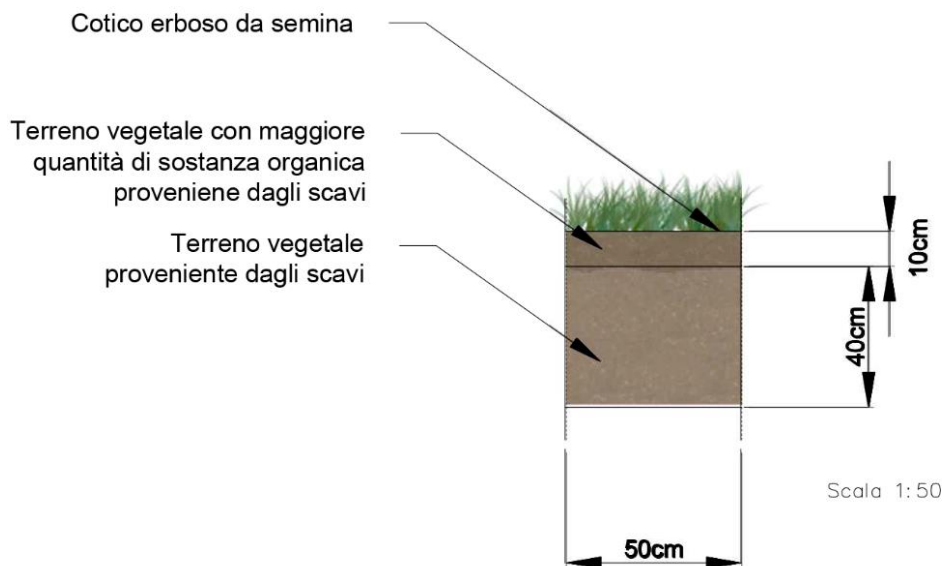 Cotico erboso da semina
Terreno vegetale con maggiore
quantità di sostanza organica
proveniene dagli scavi
Terreno vegetale
proveniente dagli scavi
10cm
40cm
Scala 1:50
50cm